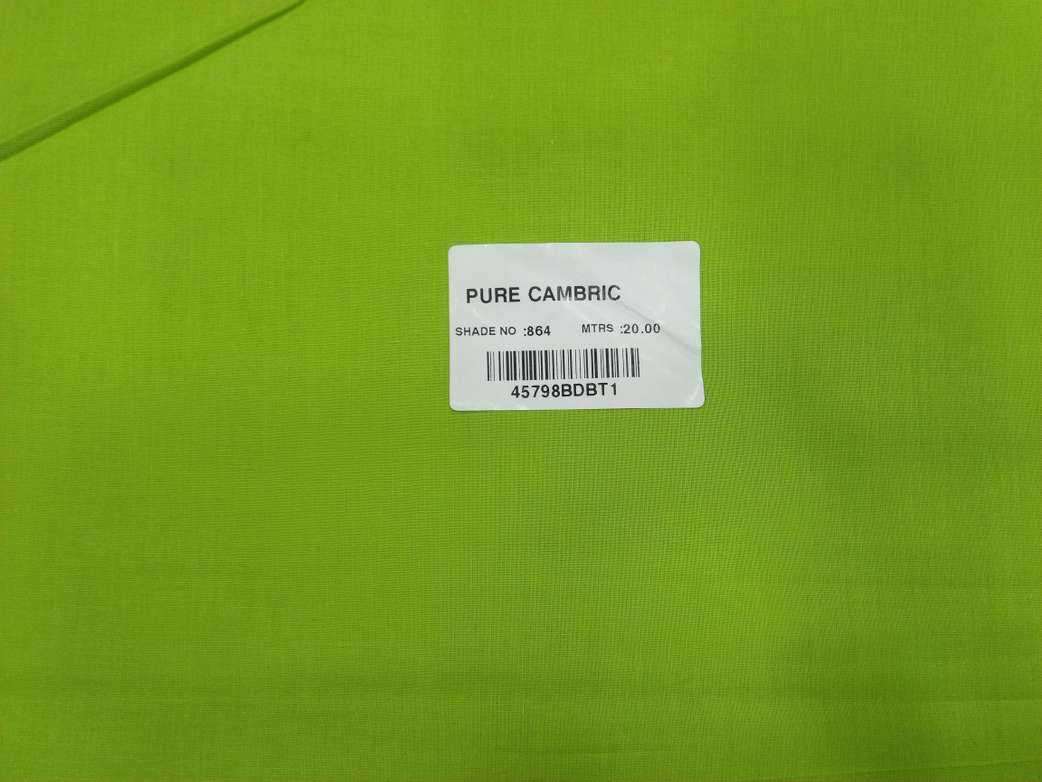 PURE CAMBRIC
SHADE NO :864 MTRS :20.00
45798BDBT1